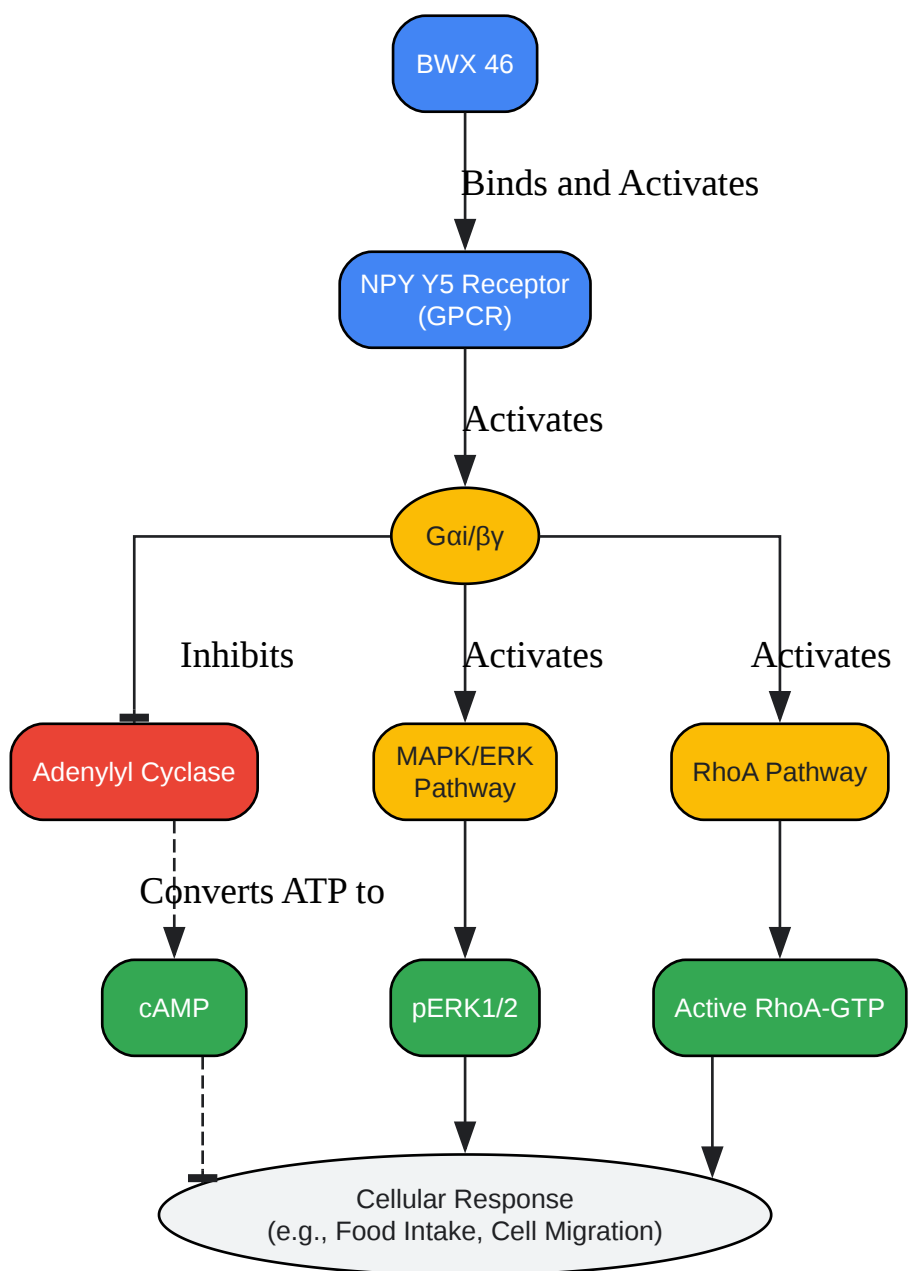 BWX 46
Binds and Activates
NPY Y5 Receptor
(GPCR)
Activates
Gαi/βγ
Inhibits
Activates
Activates
Adenylyl Cyclase
MAPK/ERK
Pathway
RhoA Pathway
Converts ATP to
cAMP
pERK1/2
Active RhoA-GTP
Cellular Response
(e.g., Food Intake, Cell Migration)